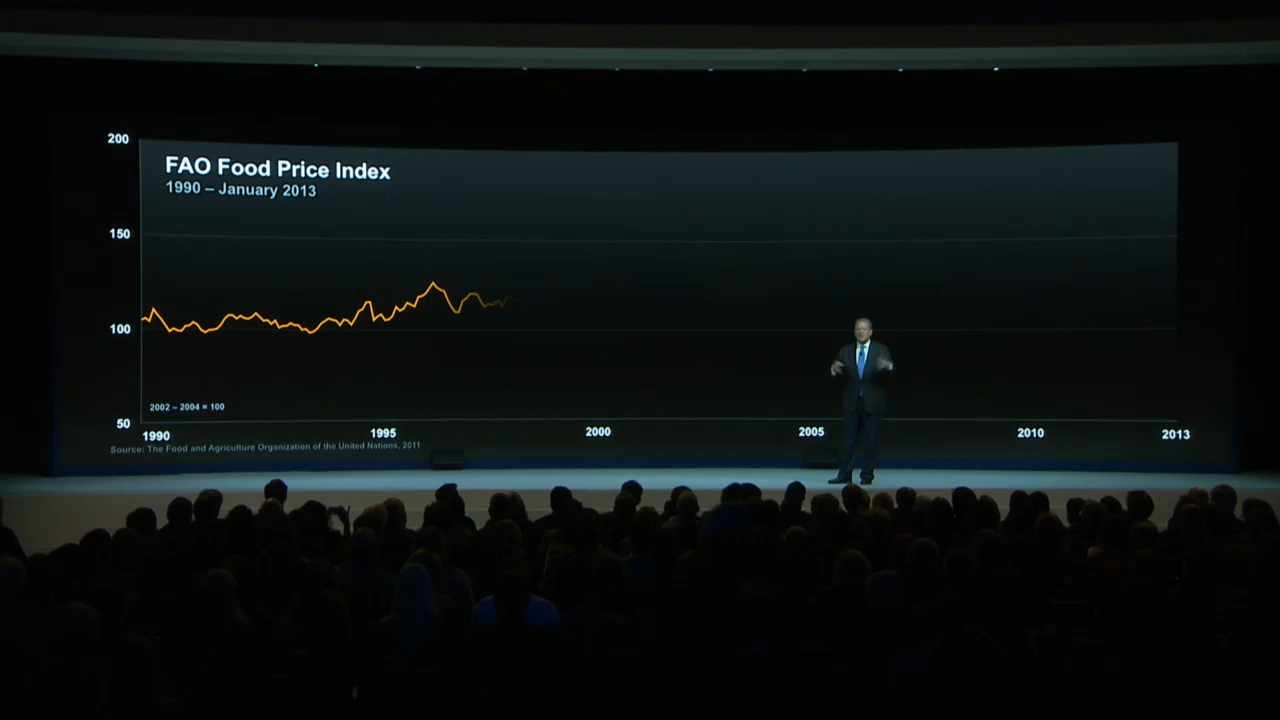 200
FAO Food Price Index
1990 – January 2013
150
100
2002 – 2004 = 100
50
1990 1995 2000 2005 2010 2013
Source: The Food and Agriculture Organization of the United Nations, 2011